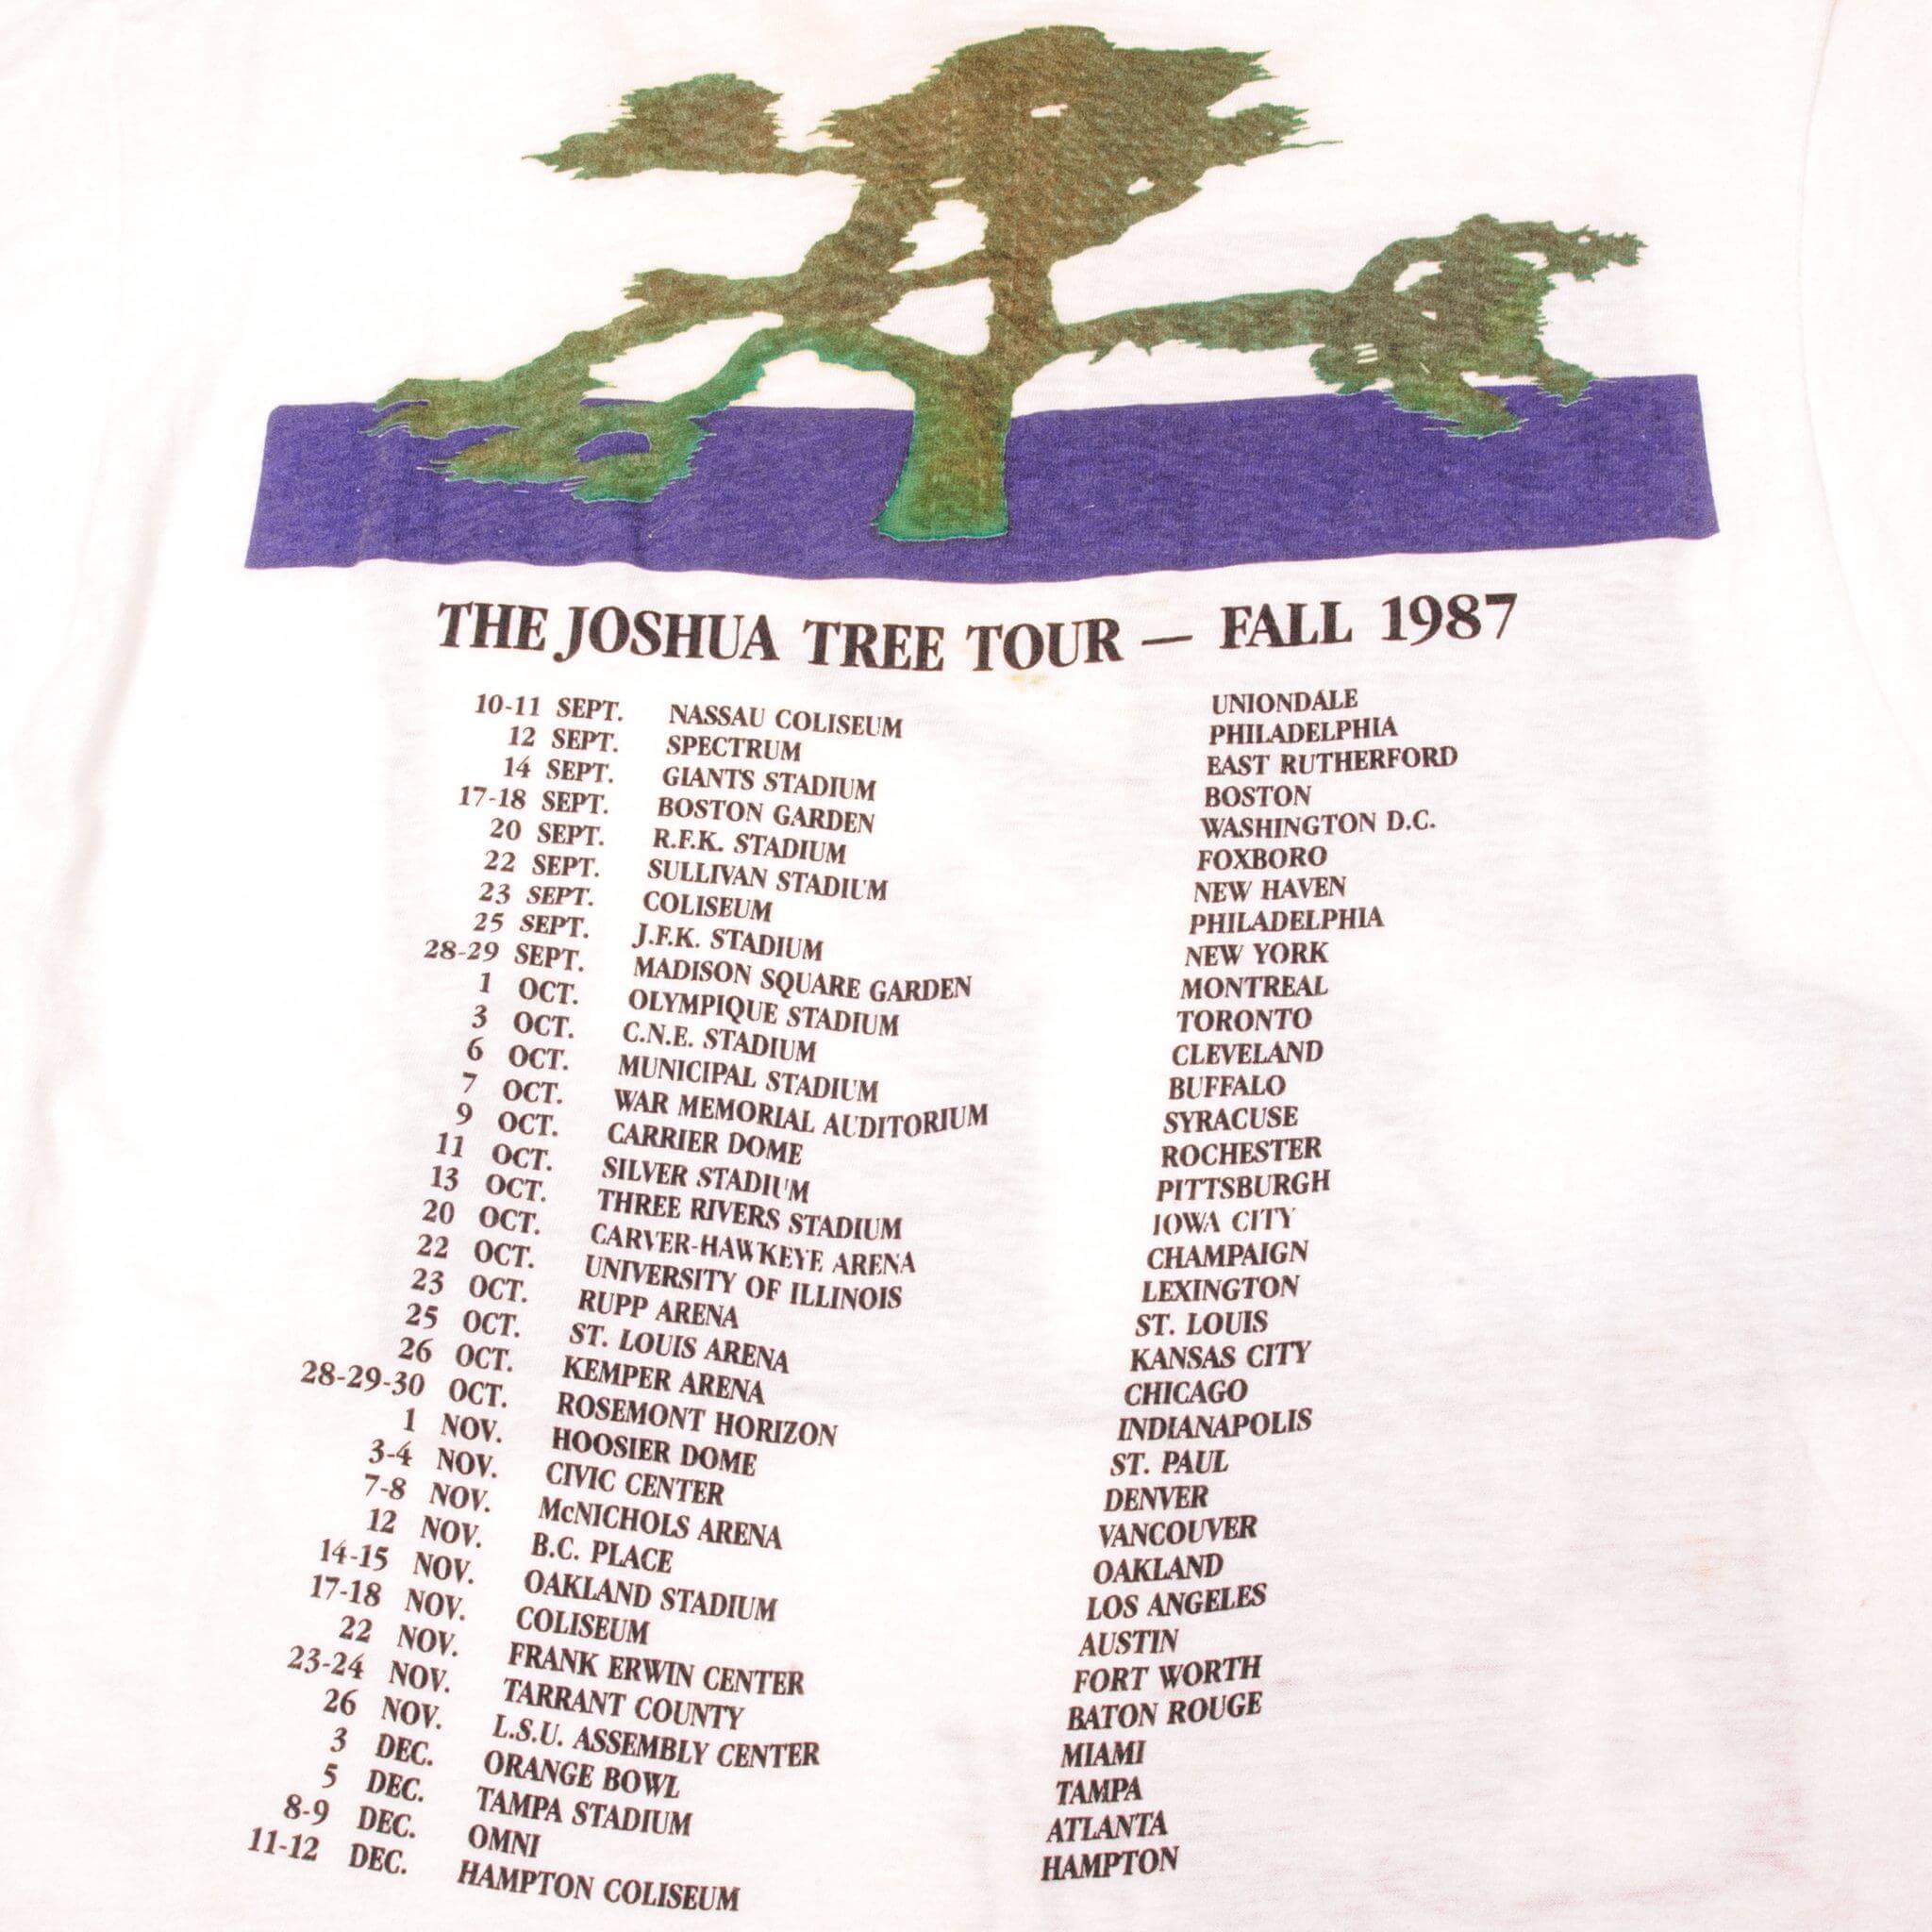 THE JOSHUA TREE TOUR — FALL 1987
10-11 SEPT. NASSAU COLISEUM UNIONDALE
12 SEPT. SPECTRUM PHILADELPHIA
14 SEPT. GIANTS STADIUM EAST RUTHERFORD
17-18 SEPT. BOSTON GARDEN BOSTON
20 SEPT. R.F.K. STADIUM WASHINGTON D.C.
22 SEPT. SULLIVAN STADIUM FOXBORO
23 SEPT. COLISEUM NEW HAVEN
25 SEPT. J.F.K. STADIUM PHILADELPHIA
28-29 SEPT. MADISON SQUARE GARDEN NEW YORK
1 OCT. OLYMPIQUE STADIUM MONTREAL
3 OCT. C.N.E. STADIUM TORONTO
6 OCT. MUNICIPAL STADIUM CLEVELAND
7 OCT. WAR MEMORIAL AUDITORIUM BUFFALO
9 OCT. CARRIER DOME SYRACUSE
11 OCT. SILVER STADIUM ROCHESTER
13 OCT. THREE RIVERS STADIUM PITTSBURGH
20 OCT. CARVER-HAWKEYE ARENA IOWA CITY
22 OCT. UNIVERSITY OF ILLINOIS CHAMPAIGN
23 OCT. RUPP ARENA LEXINGTON
25 OCT. ST. LOUIS ARENA ST. LOUIS
26 OCT. KEMPER ARENA KANSAS CITY
28-29-30 OCT. ROSEMONT HORIZON CHICAGO
1 NOV. HOOSIER DOME INDIANAPOLIS
3-4 NOV. CIVIC CENTER ST. PAUL
7-8 NOV. McNICHOLS ARENA DENVER
12 NOV. B.C. PLACE VANCOUVER
14-15 NOV. OAKLAND STADIUM OAKLAND
17-18 NOV. COLISEUM LOS ANGELES
22 NOV. FRANK ERWIN CENTER AUSTIN
23-24 NOV. TARRANT COUNTY FORT WORTH
26 NOV. L.S.U. ASSEMBLY CENTER BATON ROUGE
3 DEC. ORANGE BOWL MIAMI
5 DEC. TAMPA STADIUM TAMPA
8-9 DEC. OMNI ATLANTA
11-12 DEC. HAMPTON COLISEUM HAMPTON